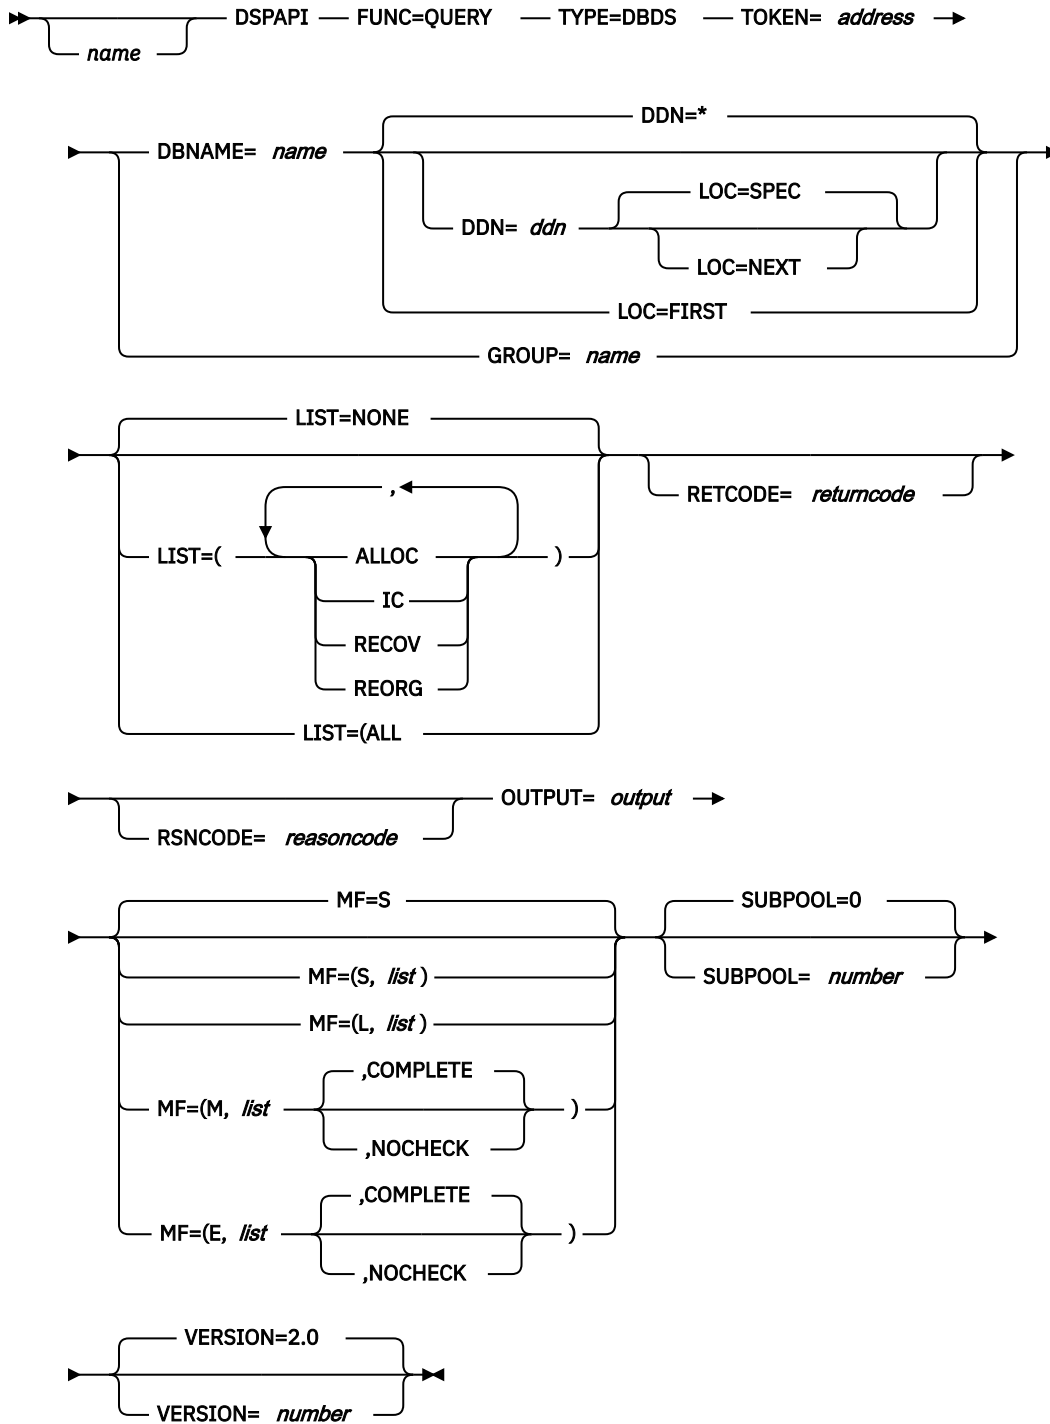 DSPAPI FUNC=QUERY TYPE=DBDS TOKEN= address
name
DDN=*
DBNAME= name
LOC=SPEC
DDN= ddn
LOC=NEXT
LOC=FIRST
GROUP= name
LIST=NONE
,
RETCODE= returncode
LIST=( ALLOC )
IC
RECOV
REORG
LIST=(ALL
OUTPUT= output
RSNCODE= reasoncode
MF=S SUBPOOL=0
MF=(S, list ) SUBPOOL= number
MF=(L, list )
,COMPLETE
MF=(M, list )
,NOCHECK
,COMPLETE
MF=(E, list )
,NOCHECK
VERSION=2.0
VERSION= number